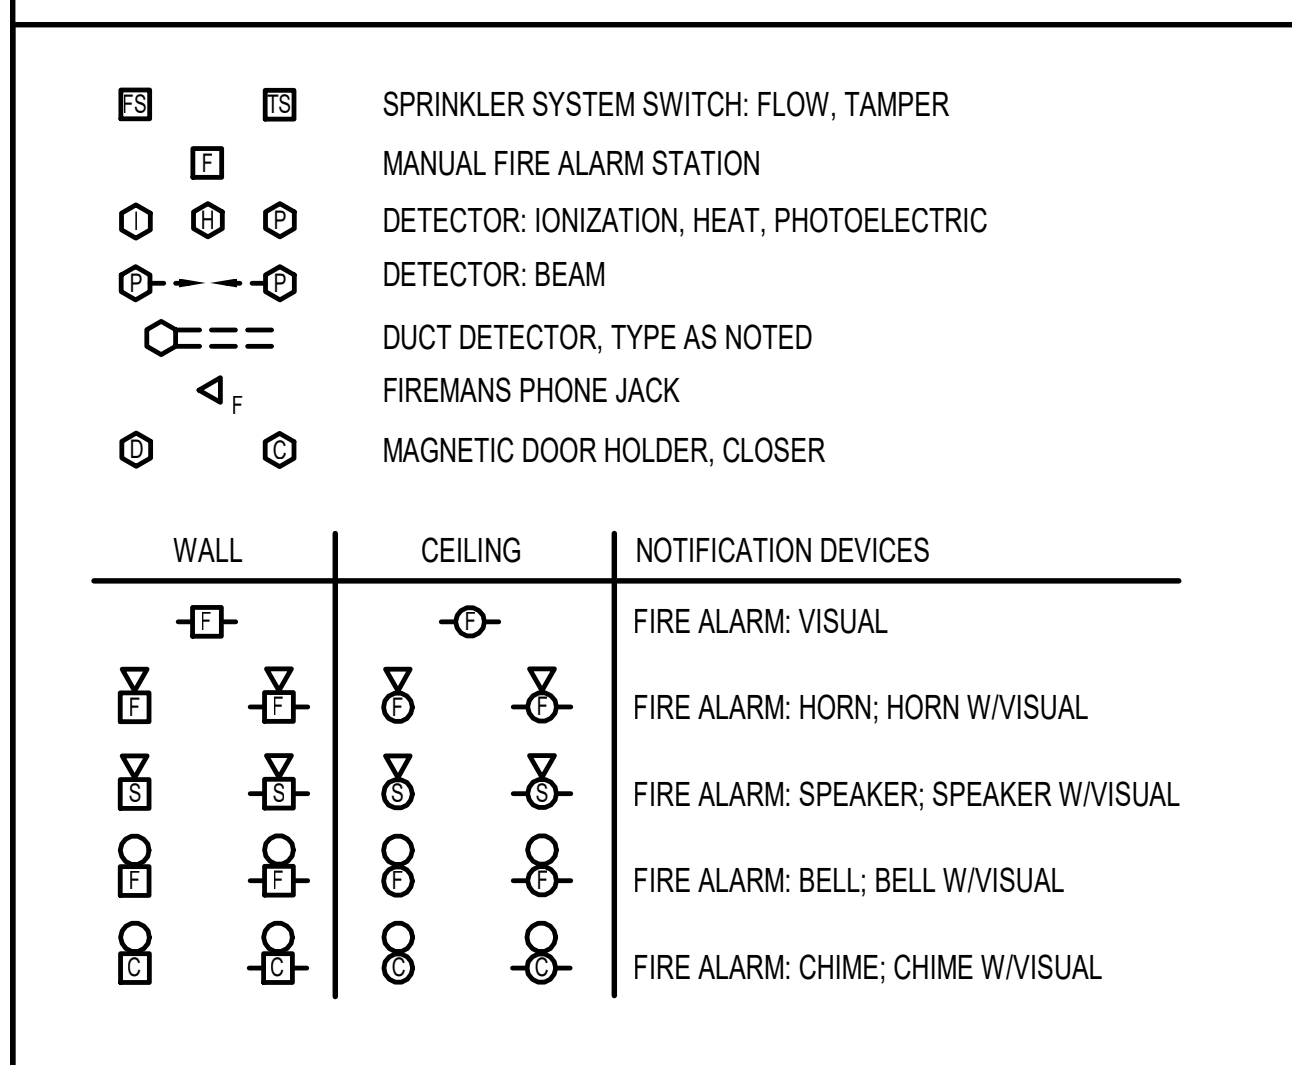 FS TS SPRINKLER SYSTEM SWITCH: FLOW, TAMPER
F MANUAL FIRE ALARM STATION
I H P DETECTOR: IONIZATION, HEAT, PHOTOELECTRIC
P P DETECTOR: BEAM
DUCT DETECTOR, TYPE AS NOTED
F FIREMANS PHONE JACK
D C MAGNETIC DOOR HOLDER, CLOSER
WALL CEILING NOTIFICATION DEVICES
F F FIRE ALARM: VISUAL
F F F F FIRE ALARM: HORN; HORN W/VISUAL
S S S S FIRE ALARM: SPEAKER; SPEAKER W/VISUAL
F F F F FIRE ALARM: BELL; BELL W/VISUAL
C C C C FIRE ALARM: CHIME; CHIME W/VISUAL